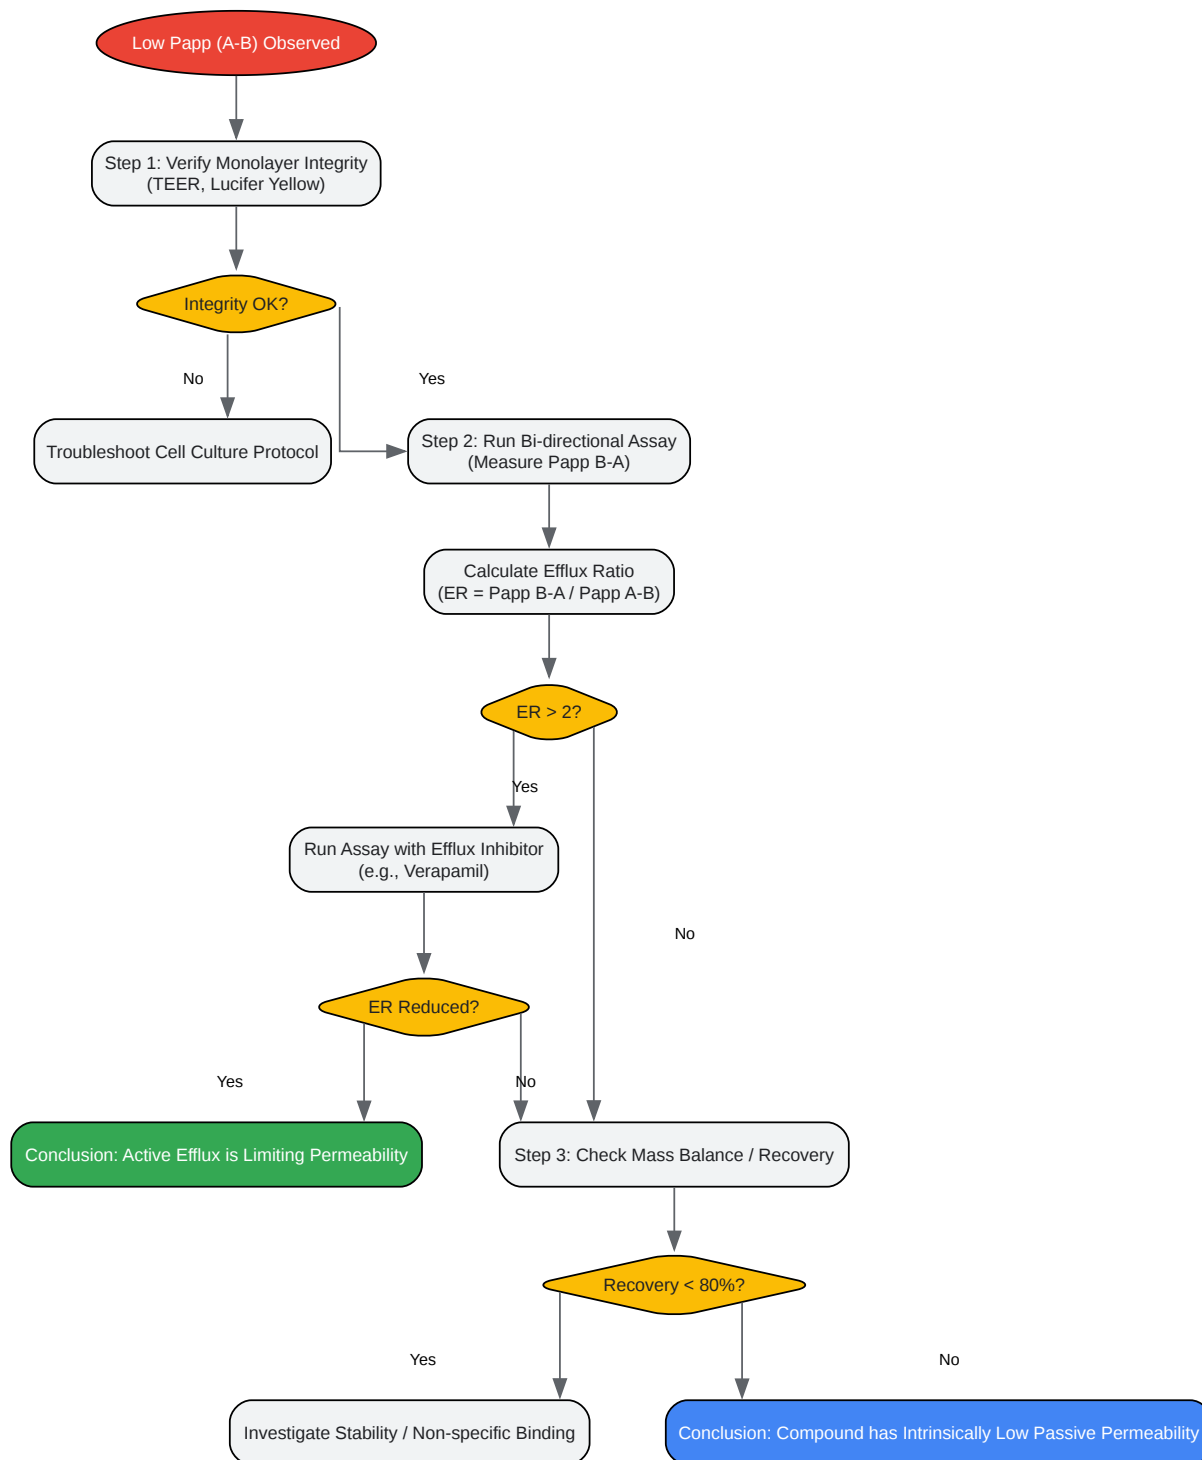 Low Papp (A-B) Observed
Step 1: Verify Monolayer Integrity
(TEER, Lucifer Yellow)
Integrity OK?
No
Yes
Troubleshoot Cell Culture Protocol
Step 2: Run Bi-directional Assay
(Measure Papp B-A)
Calculate Efflux Ratio
(ER = Papp B-A / Papp A-B)
ER > 2?
Yes
Run Assay with Efflux Inhibitor
(e.g., Verapamil)
No
ER Reduced?
Yes
No
Conclusion: Active Efflux is Limiting Permeability
Step 3: Check Mass Balance / Recovery
Recovery < 80%?
Yes
No
Investigate Stability / Non-specific Binding
Conclusion: Compound has Intrinsically Low Passive Permeability